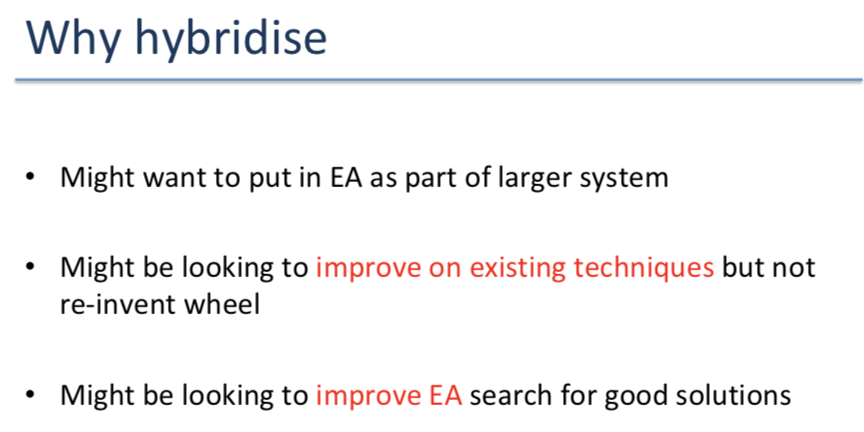 Why hybridise
• Might want to put in EA as part of larger system
• Might be looking to improve on existing techniques but not
re-invent wheel
• Might be looking to improve EA search for good solutions